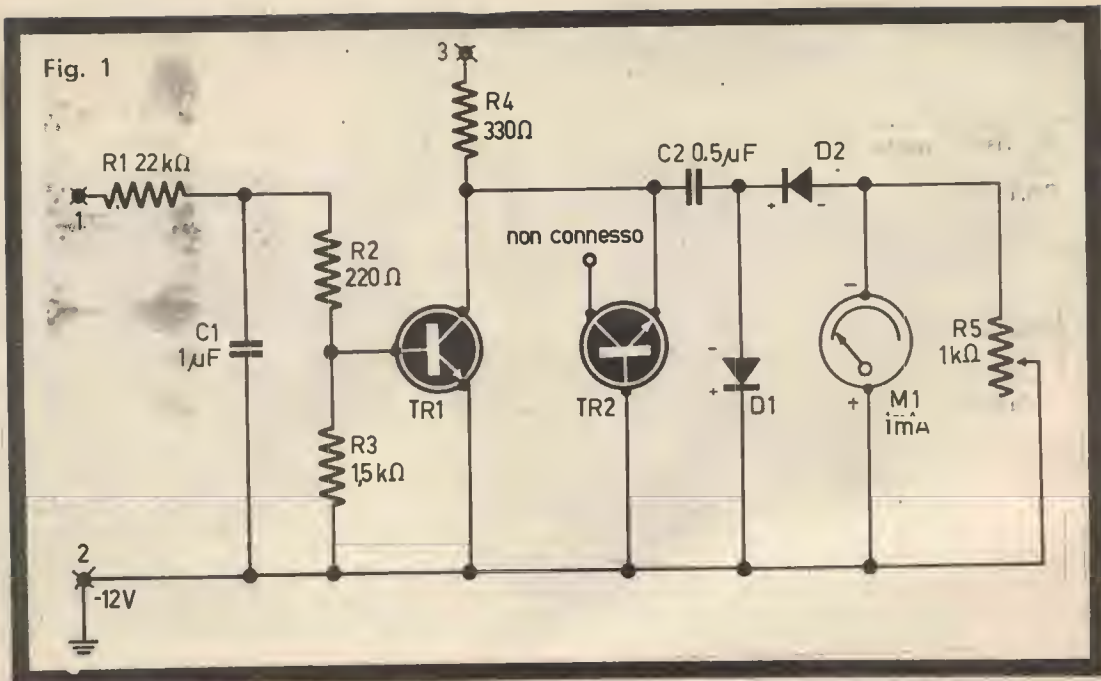 Fig. 1
3
R4
330Ω
R1 22kΩ
1
C2 0.5µF
D2
+
-
non connesso
R2
220Ω
C1
1µF
TR1
TR2
-
+
D1
-
+
M1
1mA
R5
1kΩ
R3
1,5kΩ
2
-12V